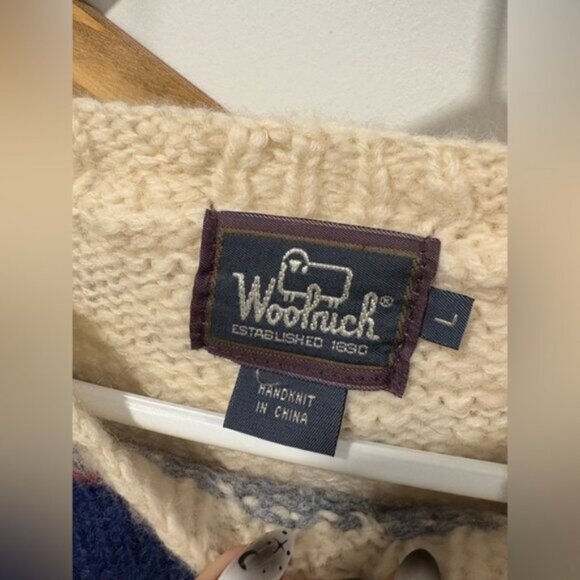 Woolrich®
ESTABLISHED 1830
L
HANDKNIT
IN CHINA